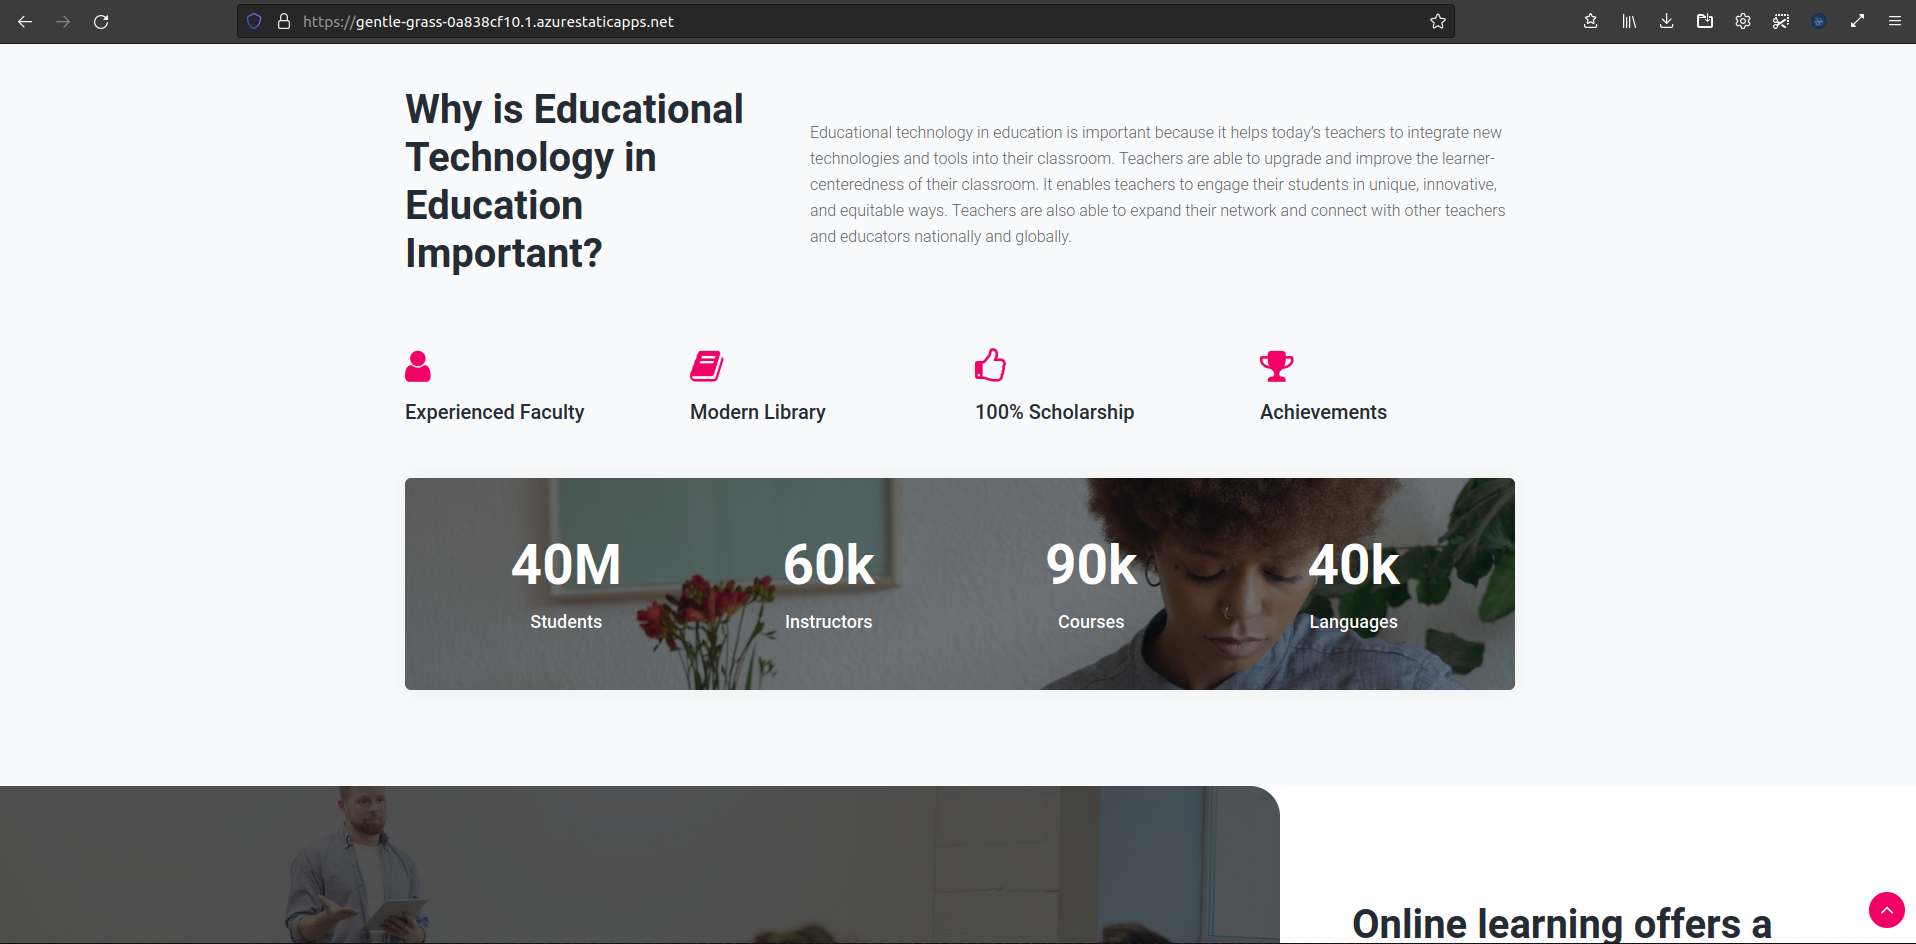 https://gentle-grass-0a838cf10.1.azurestaticapps.net
Why is Educational
Technology in
Education
Important?
Educational technology in education is important because it helps today’s teachers to integrate new
technologies and tools into their classroom. Teachers are able to upgrade and improve the learner-
centeredness of their classroom. It enables teachers to engage their students in unique, innovative,
and equitable ways. Teachers are also able to expand their network and connect with other teachers
and educators nationally and globally.
Experienced Faculty
Modern Library
100% Scholarship
Achievements
40M
Students
60k
Instructors
90k
Courses
40k
Languages
Online learning offers a